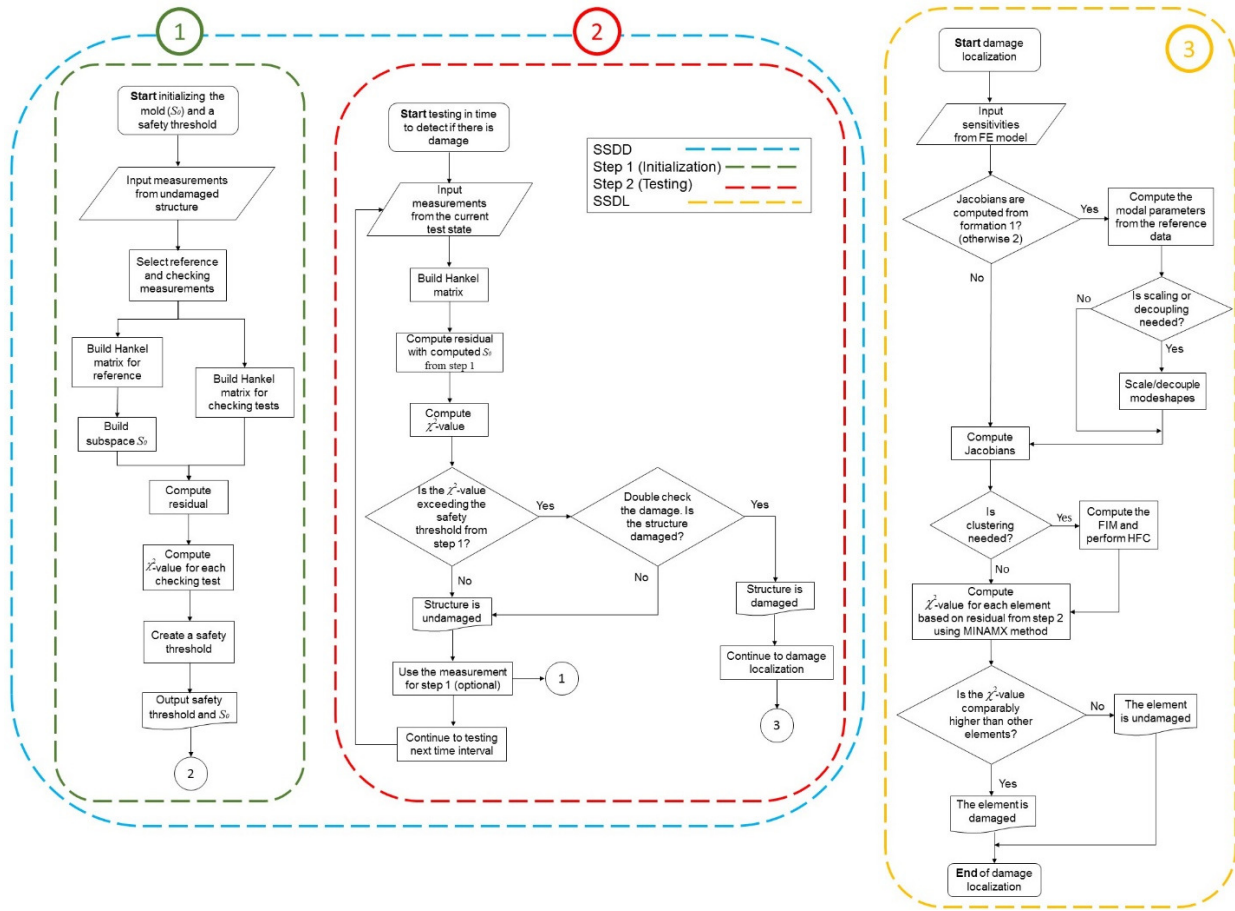 1
Start initializing the
mold (S₀) and a
safety threshold
Input measurements
from undamaged
structure
Select reference
and checking
measurements
Build Hankel
matrix for
reference
Build Hankel
matrix for
checking tests
Build
subspace S₀
Compute
residual
Compute
χ²-value for each
checking test
Create a safety
threshold
Output safety
threshold and S₀
2
2
Start testing in time
to detect if there is
damage
SSDD
Step 1 (Initialization)
Step 2 (Testing)
SSDL
Input
measurements
from the current
test state
Build Hankel
matrix
Compute residual
with computed S₀
from step 1
Compute
χ²-value
Is the χ²-value
exceeding the
safety
threshold from
step 1?
Yes
No
Double check
the damage. Is
the structure
damaged?
Yes
No
Structure is
undamaged
Structure is
damaged
Use the measurement
for step 1 (optional)
1
Continue to damage
localization
3
Continue to testing
next time interval
3
Start damage
localization
Input
sensitivities
from FE model
Jacobians are
computed from
formation 1?
(otherwise 2)
Yes
No
Compute the
modal parameters
from the reference
data
Is scaling or
decoupling
needed?
No
Yes
Scale/decouple
modeshapes
Compute
Jacobians
Is
clustering
needed?
Yes
No
Compute the
FIM and
perform HFC
Compute
χ²-value for each element
based on residual from step 2
using MINAMX method
Is the χ²-value
comparably
higher than other
elements?
No
Yes
The element
is undamaged
The element is
damaged
End of damage
localization